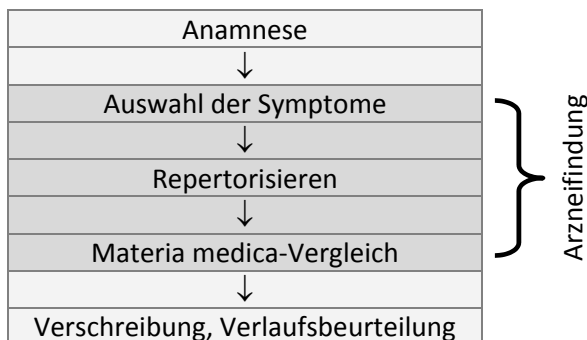 Anamnese
↓
Auswahl der Symptome
↓
Repertorisieren
↓
Materia medica-Vergleich
↓
Verschreibung, Verlaufsbeurteilung
Arzneifindung